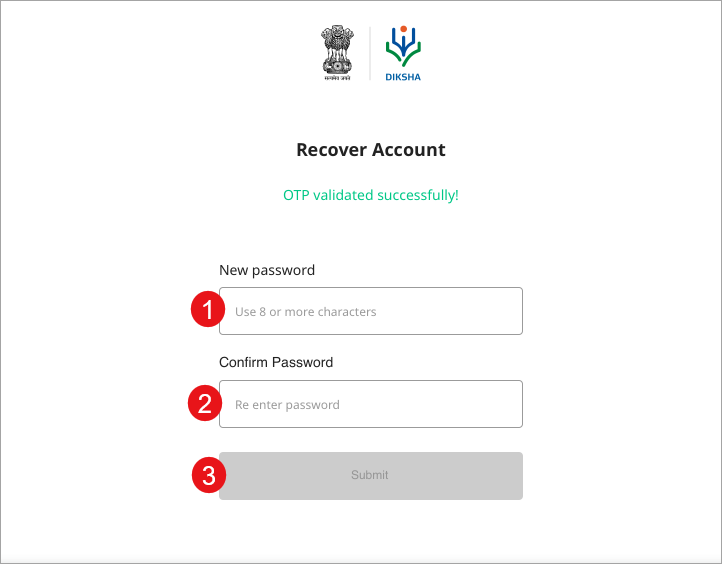 सत्यमेव जयते
DIKSHA
Recover Account
OTP validated successfully!
New password
1
Use 8 or more characters
Confirm Password
2
Re enter password
3
Submit